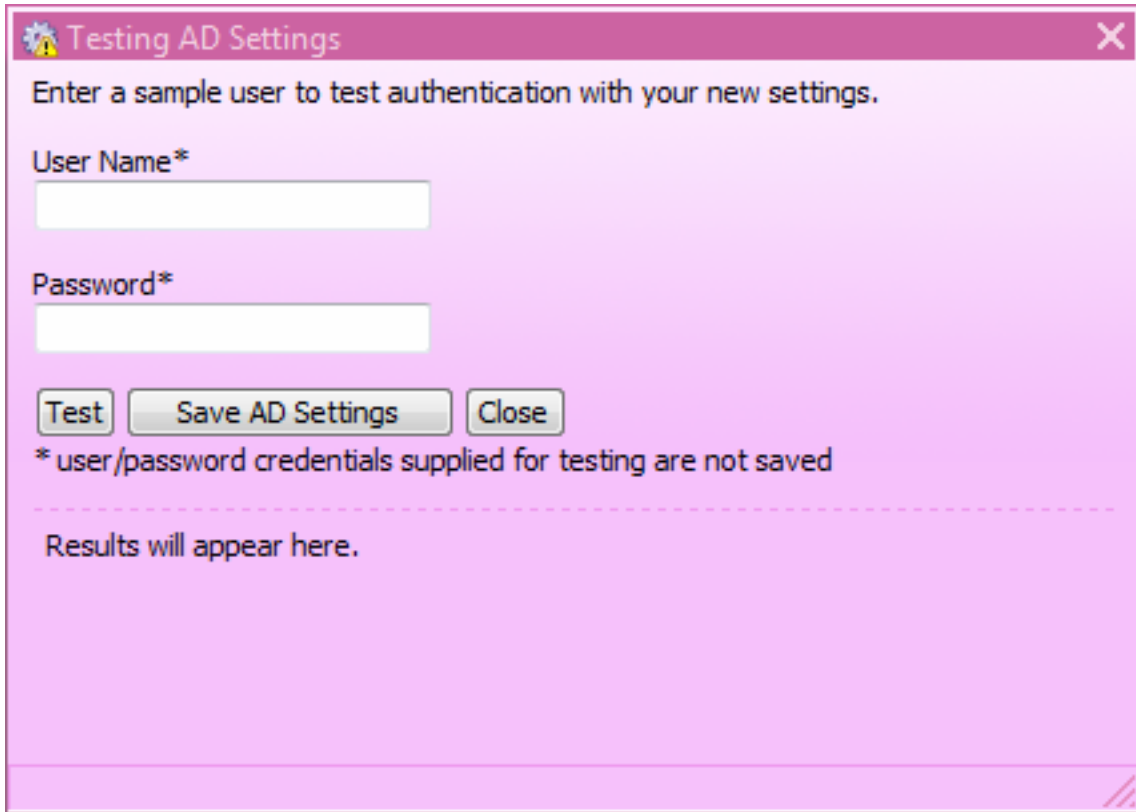 Testing AD Settings
Enter a sample user to test authentication with your new settings.
User Name*
Password*
Test Save AD Settings Close
* user/password credentials supplied for testing are not saved
Results will appear here.